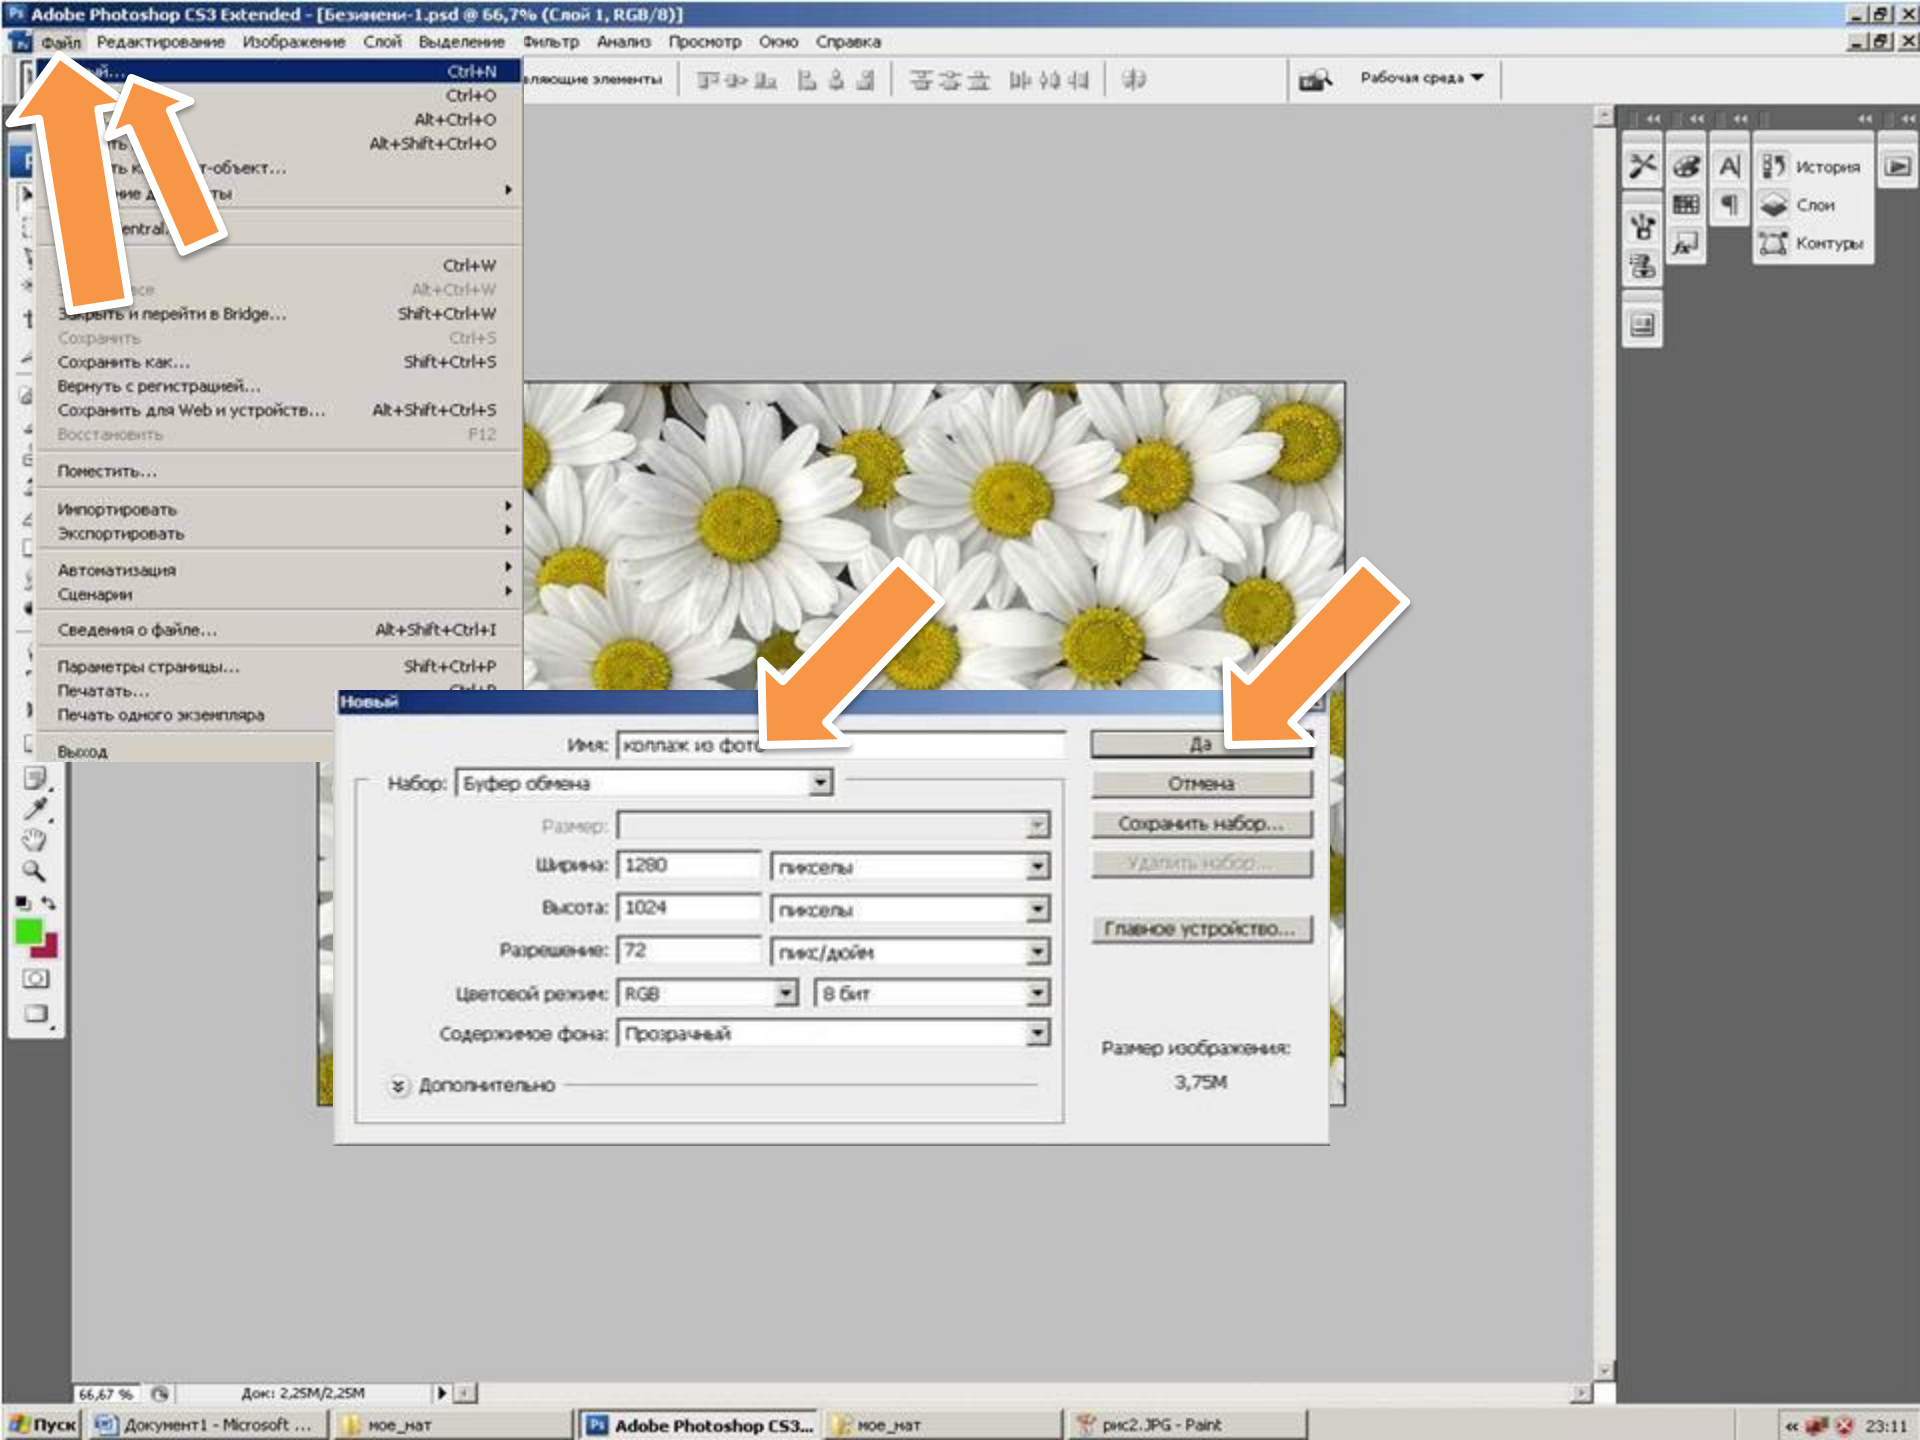 Adobe Photoshop CS3 Extended - [Безимени-1.psd @ 66,7% (Слой 1, RGB/8)]
Файл Редактирование Изображение Слой Выделение Фильтр Анализ Просмотр Окно Справка
Ctrl+N
Ctrl+O
Alt+Ctrl+O
Alt+Shift+Ctrl+O
Ctrl+W
Alt+Ctrl+W
Закрыть и перейти в Bridge... Shift+Ctrl+W
Сохранить Ctrl+S
Сохранить как... Shift+Ctrl+S
Вернуть с регистрацией...
Сохранить для Web и устройств... Alt+Shift+Ctrl+S
Восстановить F12
Поместить...
Импортировать
Экспортировать
Автоматизация
Сценарии
Сведения о файле... Alt+Shift+Ctrl+I
Параметры страницы... Shift+Ctrl+P
Печатать...
Печать одного экземпляра
Выход
элементы
Рабочая среда
История
Слои
Контуры
Новый
Имя: коллаж из фото
Набор: Буфер обмена
Размер:
Ширина: 1280 пикселы
Высота: 1024 пикселы
Разрешение: 72 пикс/дюйм
Цветовой режим: RGB 8 бит
Содержимое фона: Прозрачный
Дополнительно
Да
Отмена
Сохранить набор...
Удалить набор...
Главное устройство...
Размер изображения:
3,75M
66,67 % Док: 2,25M/2,25M
Пуск Документ1 - Microsoft ... мое_нат Adobe Photoshop CS3... мое_нат рис2.JPG - Paint 23:11